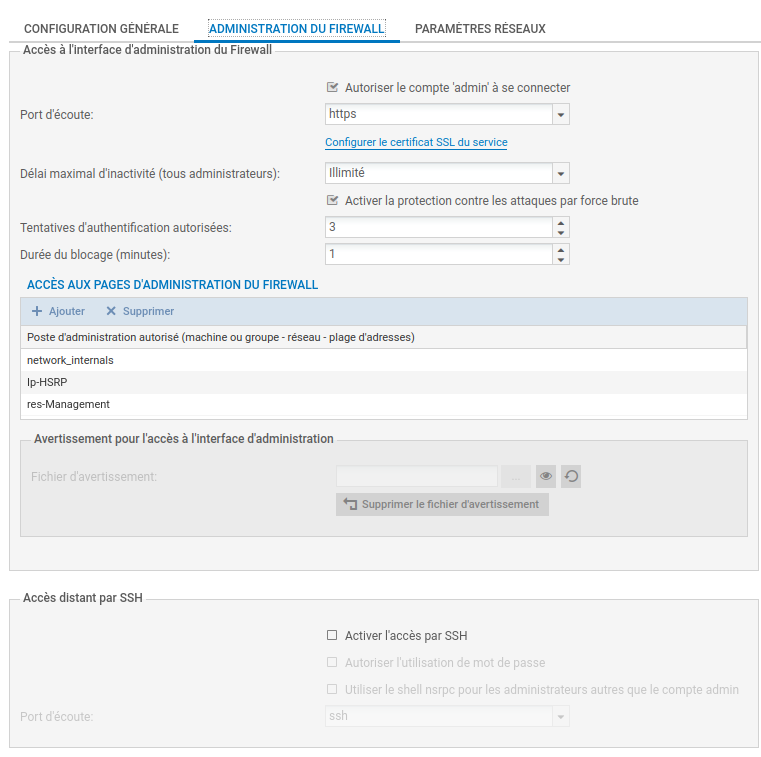 CONFIGURATION GÉNÉRALE ADMINISTRATION DU FIREWALL PARAMÈTRES RÉSEAUX
Accès à l'interface d'administration du Firewall
Autoriser le compte 'admin' à se connecter
Port d'écoute: https
Configurer le certificat SSL du service
Délai maximal d'inactivité (tous administrateurs): Illimité
Activer la protection contre les attaques par force brute
Tentatives d'authentification autorisées: 3
Durée du blocage (minutes): 1
ACCÈS AUX PAGES D'ADMINISTRATION DU FIREWALL
Ajouter Supprimer
Poste d'administration autorisé (machine ou groupe - réseau - plage d'adresses)
network_internals
Ip-HSRP
res-Management
Avertissement pour l'accès à l'interface d'administration
Fichier d'avertissement: ...
Supprimer le fichier d'avertissement
Accès distant par SSH
Activer l'accès par SSH
Autoriser l'utilisation de mot de passe
Utiliser le shell nsrpc pour les administrateurs autres que le compte admin
Port d'écoute: ssh